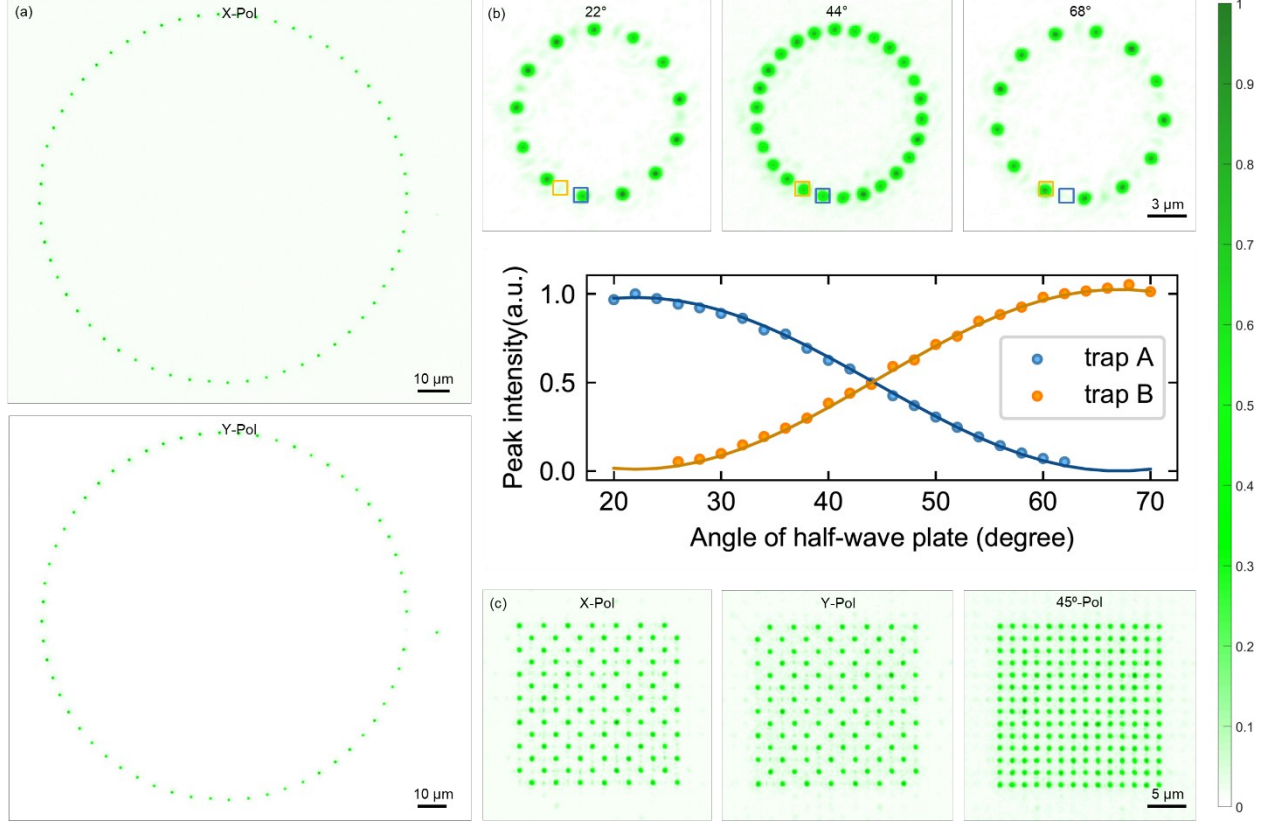 (a)
X-Pol
10 µm
Y-Pol
10 µm
(b)
22°
44°
68°
3 µm
Peak intensity(a.u.)
1.0
0.5
0.0
20
30
40
50
60
70
Angle of half-wave plate (degree)
trap A
trap B
(c)
X-Pol
Y-Pol
45º-Pol
5 µm
1
0.9
0.8
0.7
0.6
0.5
0.4
0.3
0.2
0.1
0